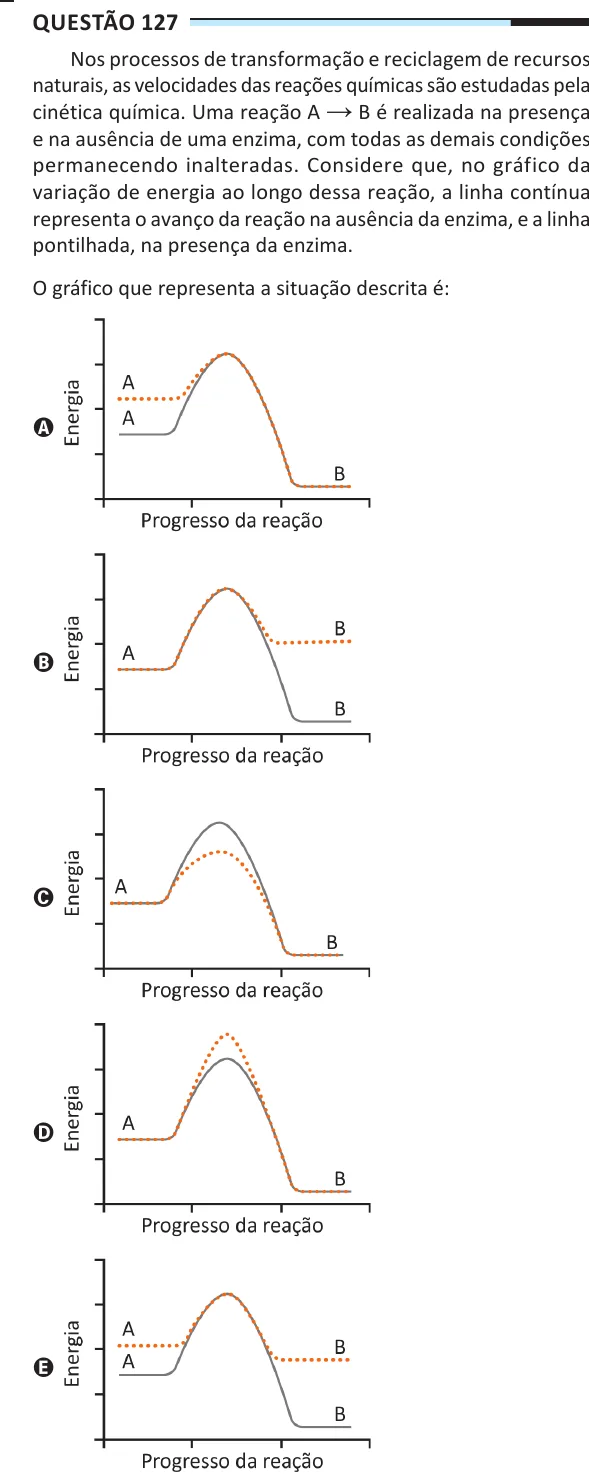 QUESTÃO 127
Nos processos de transformação e reciclagem de recursos
naturais, as velocidades das reações químicas são estudadas pela
cinética química. Uma reação A ⟶ B é realizada na presença
e na ausência de uma enzima, com todas as demais condições
permanecendo inalteradas. Considere que, no gráfico da
variação de energia ao longo dessa reação, a linha contínua
representa o avanço da reação na ausência da enzima, e a linha
pontilhada, na presença da enzima.
O gráfico que representa a situação descrita é:
A
Energia
A
A
B
Progresso da reação
B
Energia
A
B
B
Progresso da reação
C
Energia
A
B
Progresso da reação
D
Energia
A
B
Progresso da reação
E
Energia
A
A
B
B
Progresso da reação